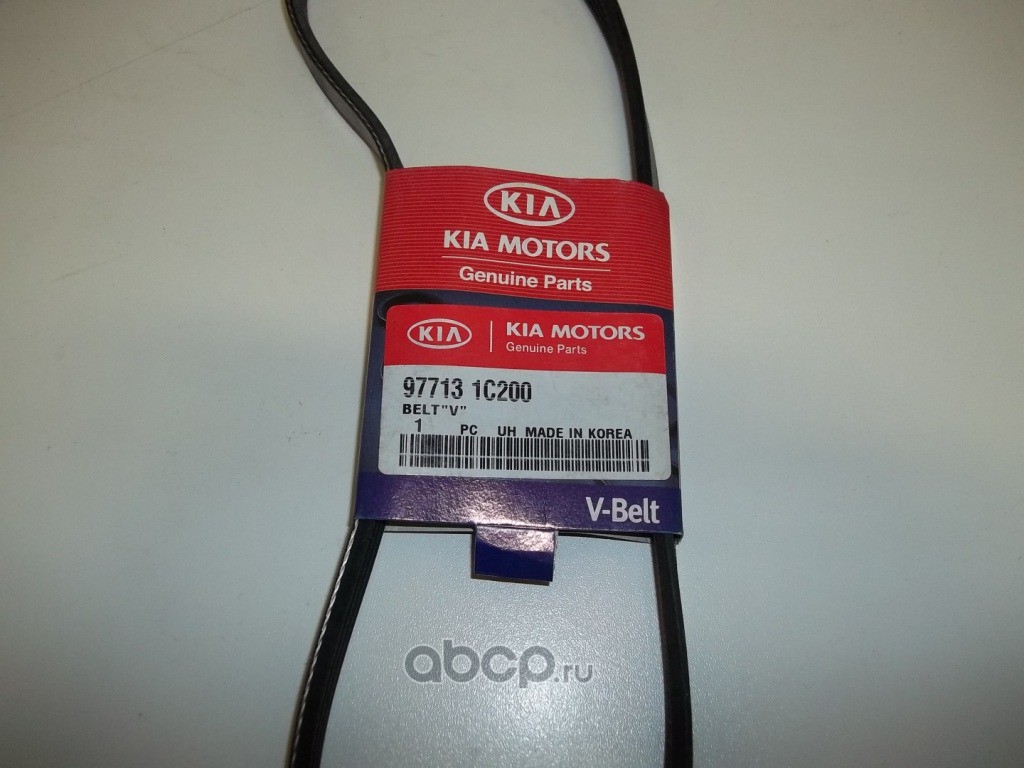 KIA
KIA MOTORS
Genuine Parts
KIA KIA MOTORS
Genuine Parts
97713 1C200
BELT"V"
1 PC UH MADE IN KOREA
V-Belt
abcp.ru